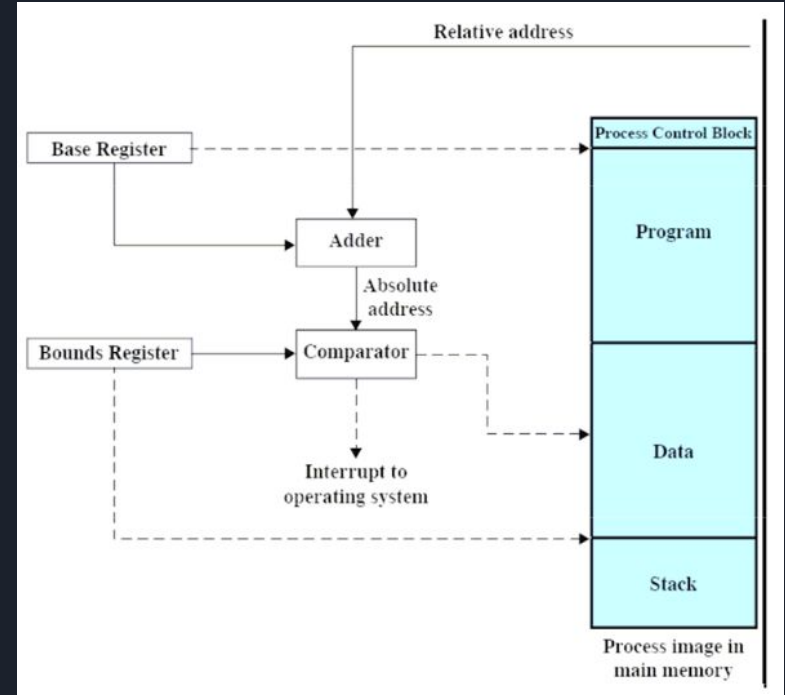 Relative address
Process Control Block
Base Register
Program
Adder
Absolute
address
Bounds Register
Comparator
Data
Interrupt to
operating system
Stack
Process image in
main memory